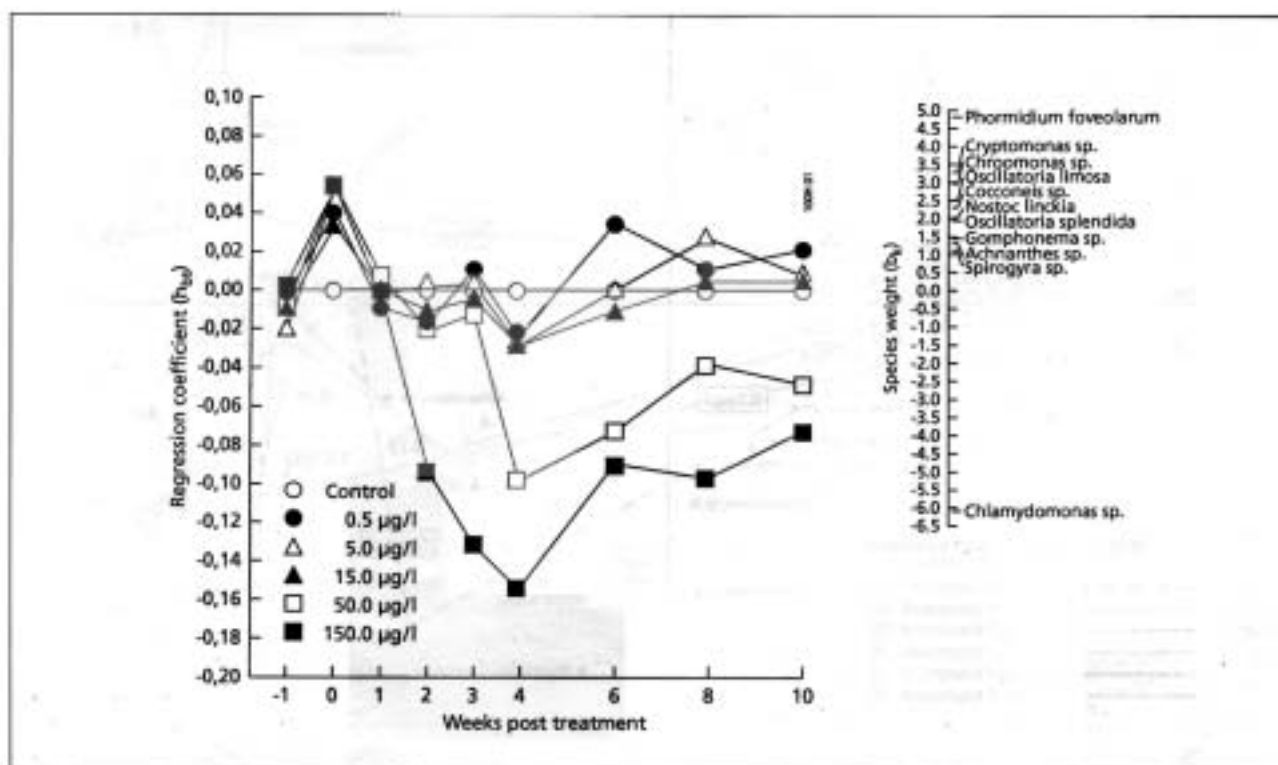 0,10
0,08
0,06
0,04
0,02
0,00
-0,02
-0,04
-0,06
-0,08
-0,10
-0,12
-0,14
-0,16
-0,18
-0,20
Regression coefficient
Control
0.5 µg/l
5.0 µg/l
15.0 µg/l
50.0 µg/l
150.0 µg/l
-1 0 1 2 3 4 6 8 10
Weeks post treatment
5.0
4.5
4.0
3.5
3.0
2.5
2.0
1.5
1.0
0.5
0.0
-0.5
-1.0
-1.5
-2.0
-2.5
-3.0
-3.5
-4.0
-4.5
-5.0
-5.5
-6.0
-6.5
Species weight (bk)
Phormidium foveolarum
Cryptomonas sp.
Chroomonas sp.
Oscillatoria limosa
Cocconeis sp.
Nostoc linckia
Oscillatoria splendida
Gomphonema sp.
Achnanthes sp.
Spirogyra sp.
Chlamydomonas sp.